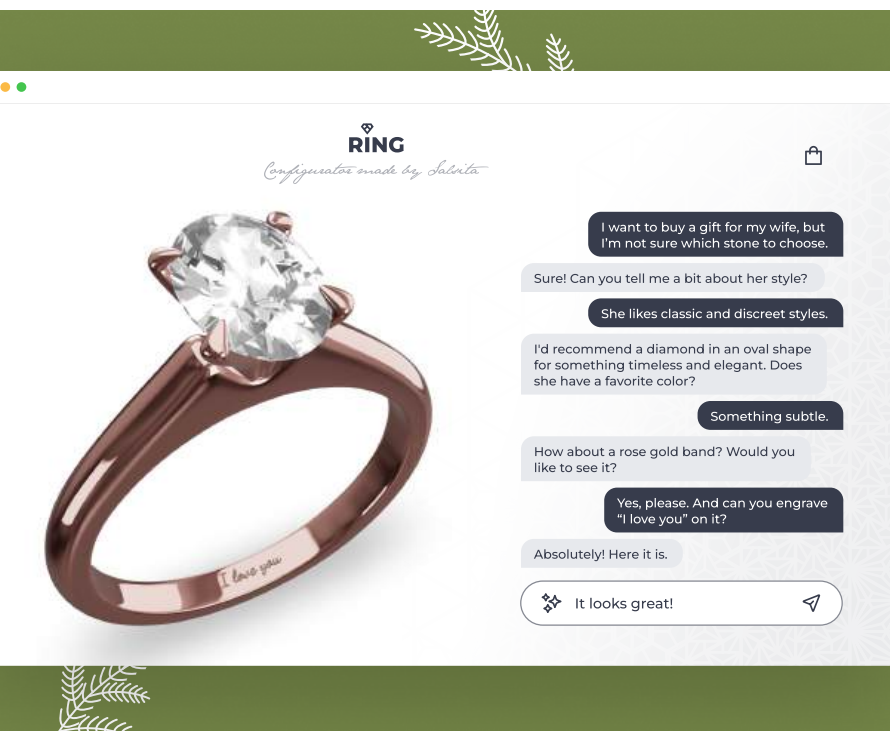 RING
Configurator made by Salsita
I want to buy a gift for my wife, but
I'm not sure which stone to choose.
Sure! Can you tell me a bit about her style?
She likes classic and discreet styles.
I'd recommend a diamond in an oval shape
for something timeless and elegant. Does
she have a favorite color?
Something subtle.
How about a rose gold band? Would you
like to see it?
Yes, please. And can you engrave
“I love you” on it?
Absolutely! Here it is.
It looks great!
I love you